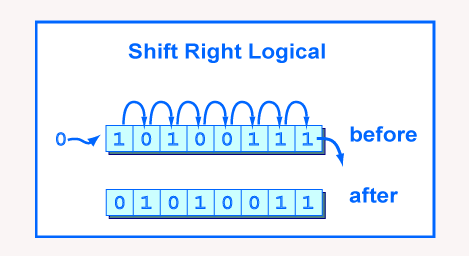 Shift Right Logical
0 1 0 1 0 0 1 1 1 before
0 1 0 1 0 0 1 1 after